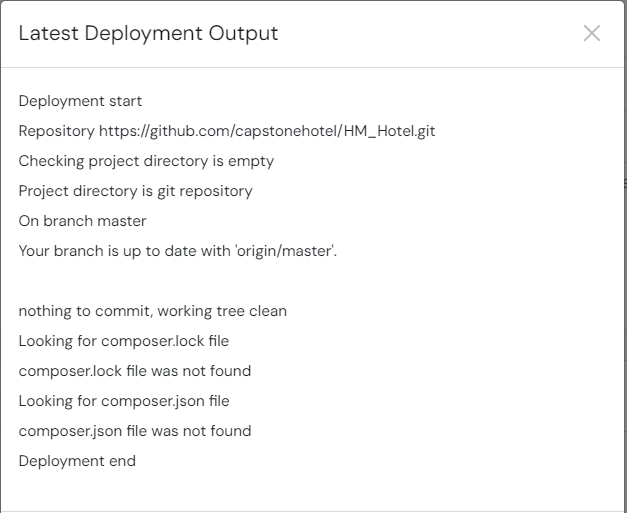 Latest Deployment Output
Deployment start
Repository https://github.com/capstonehotel/HM_Hotel.git
Checking project directory is empty
Project directory is git repository
On branch master
Your branch is up to date with 'origin/master'.
nothing to commit, working tree clean
Looking for composer.lock file
composer.lock file was not found
Looking for composer.json file
composer.json file was not found
Deployment end